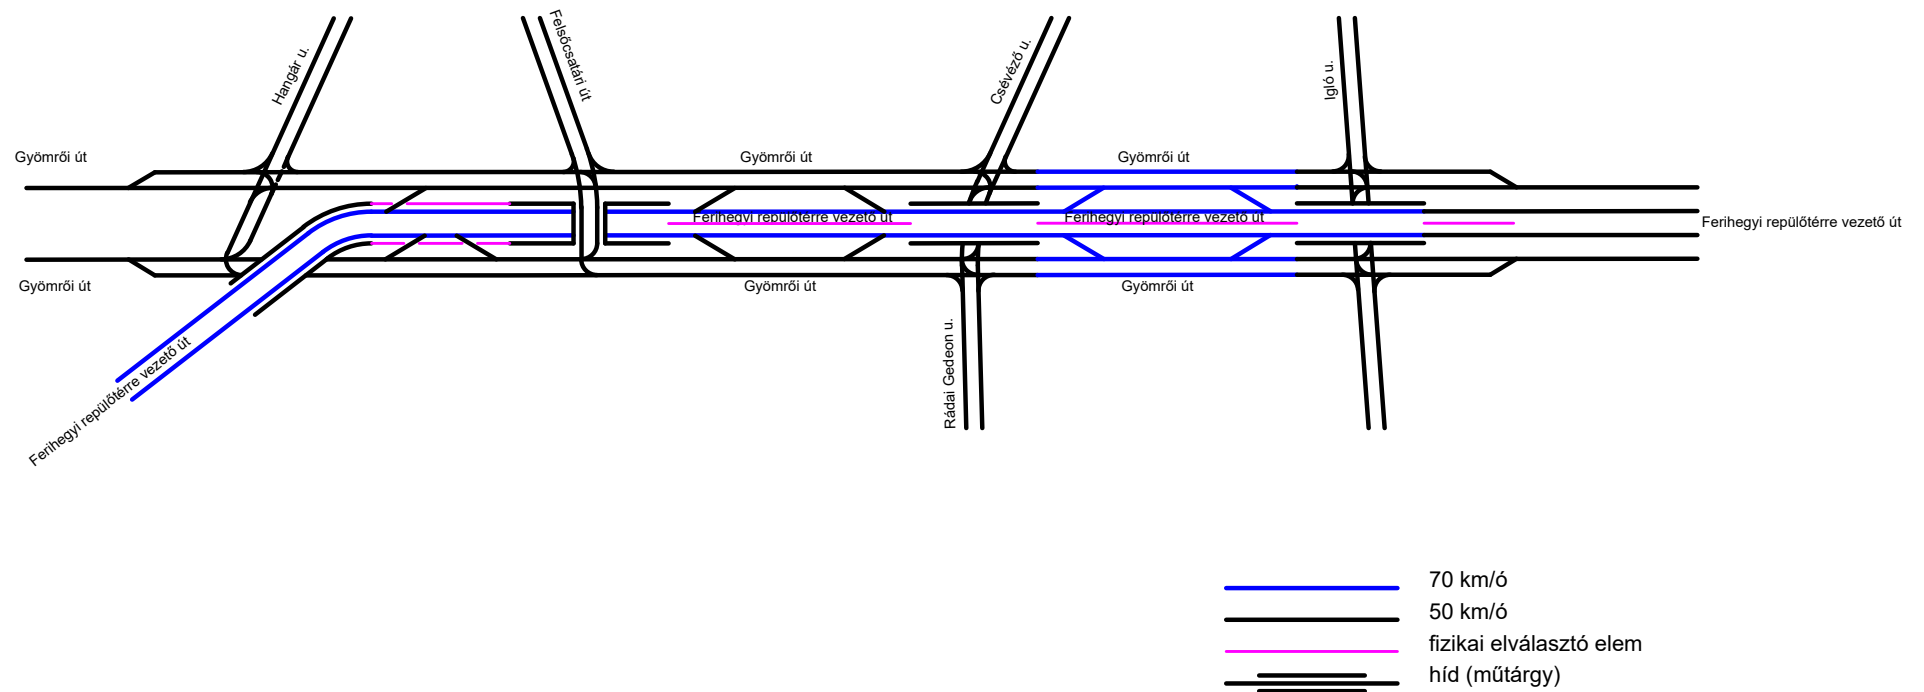 Hangár u.
Felsőcsatári út
Csévéző u.
Igló u.
Gyömrői út
Gyömrői út
Gyömrői út
Ferihegyi repülőtérre vezető út
Ferihegyi repülőtérre vezető út
Ferihegyi repülőtérre vezető út
Gyömrői út
Gyömrői út
Gyömrői út
Rádai Gedeon u.
Ferihegyi repülőtérre vezető út
70 km/ó
50 km/ó
fizikai elválasztó elem
híd (műtárgy)